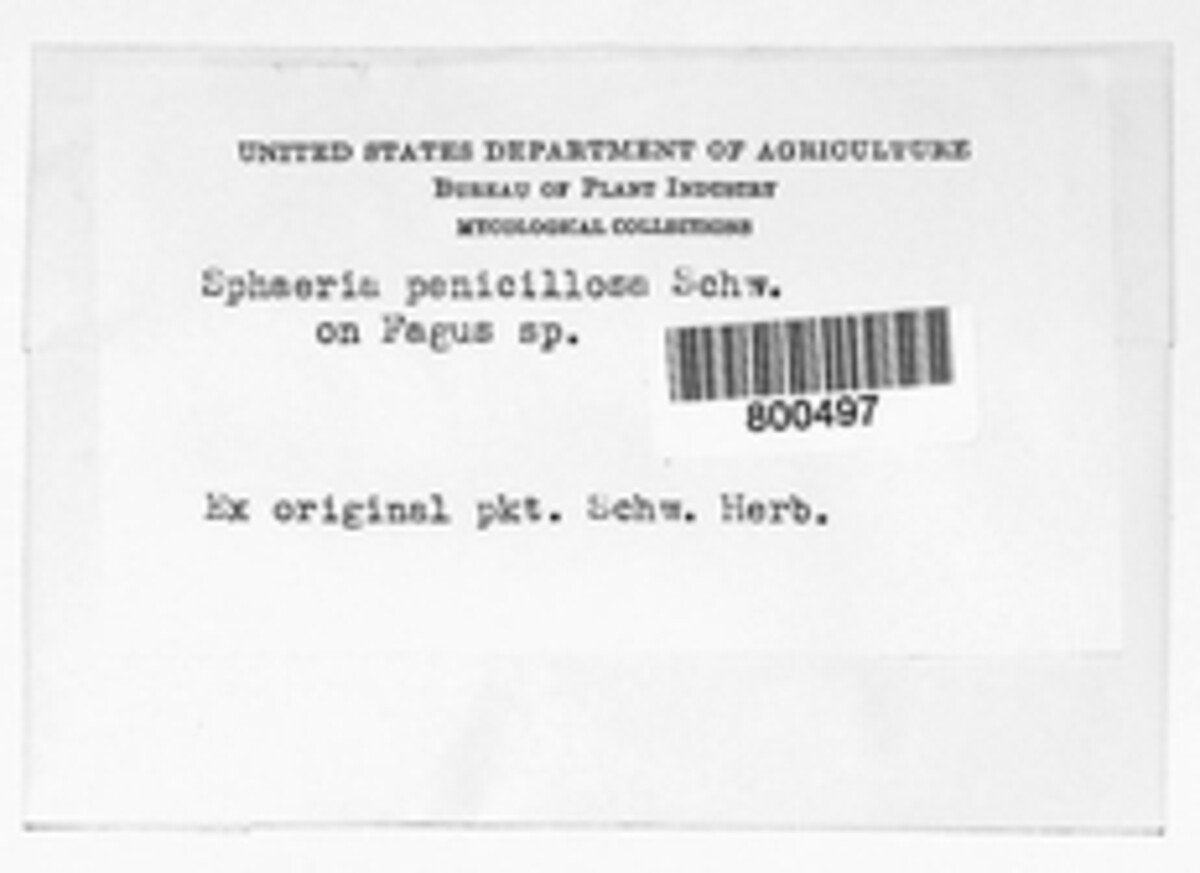 UNITED STATES DEPARTMENT OF AGRICULTURE
BUREAU OF PLANT INDUSTRY
MYCOLOGICAL COLLECTIONS
Sphaeria penicillosa Schw.
on Fagus sp.
800497
Ex original pkt. Schw. Herb.